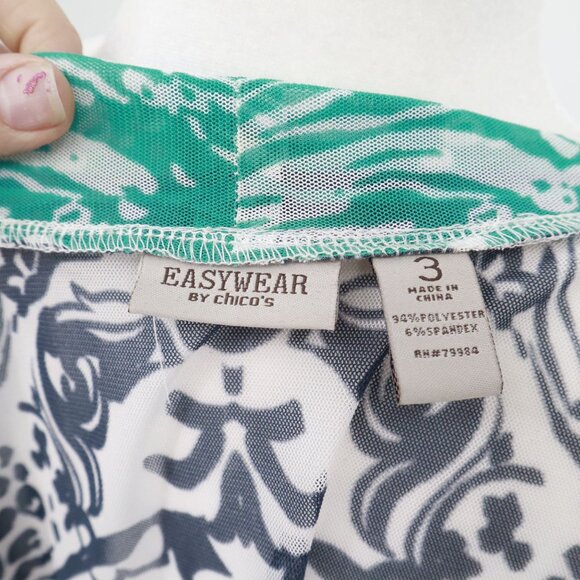 EASYWEAR
BY CHICO'S
3
MADE IN
CHINA
94%POLYESTER
6%SPANDEX
RN#79984